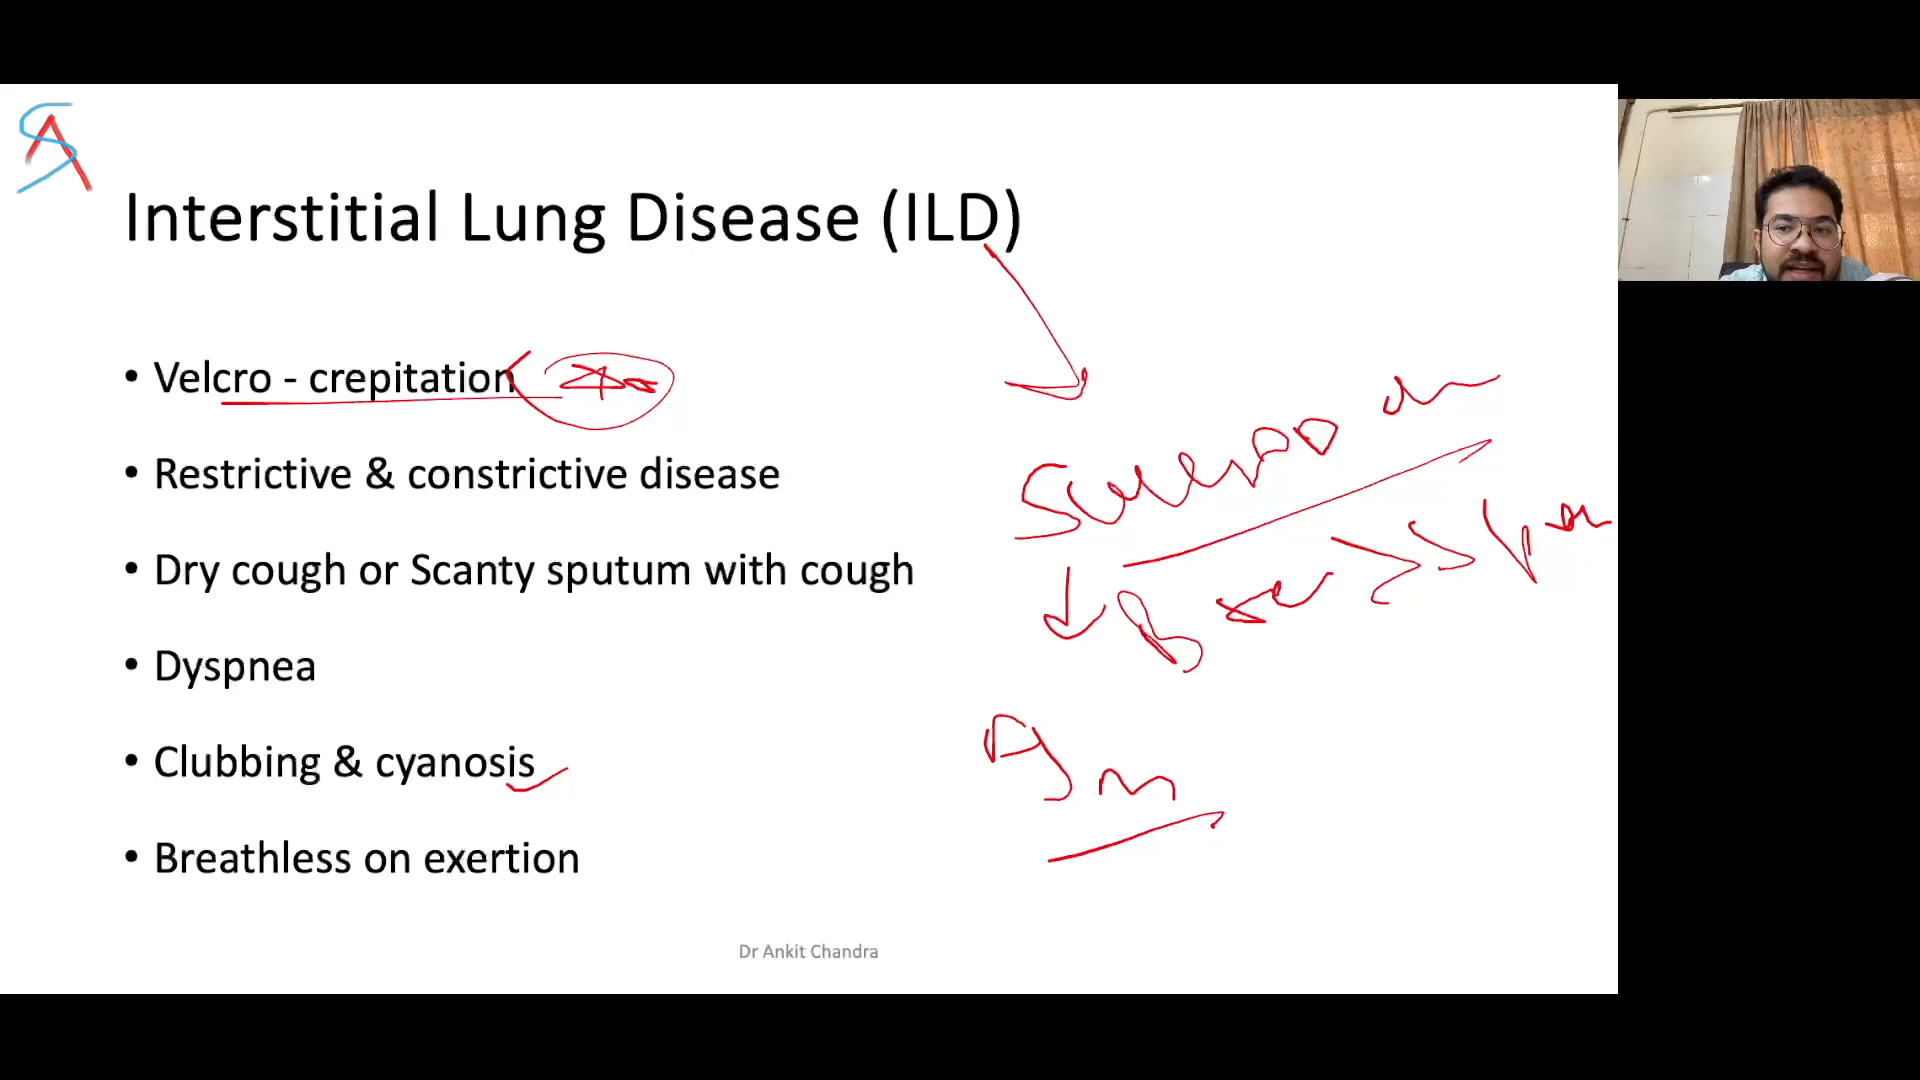 Interstitial Lung Disease (ILD)
• Velcro - crepitation
• Restrictive & constrictive disease
• Dry cough or Scanty sputum with cough
• Dyspnea
• Clubbing & cyanosis
• Breathless on exertion
Dr Ankit Chandra